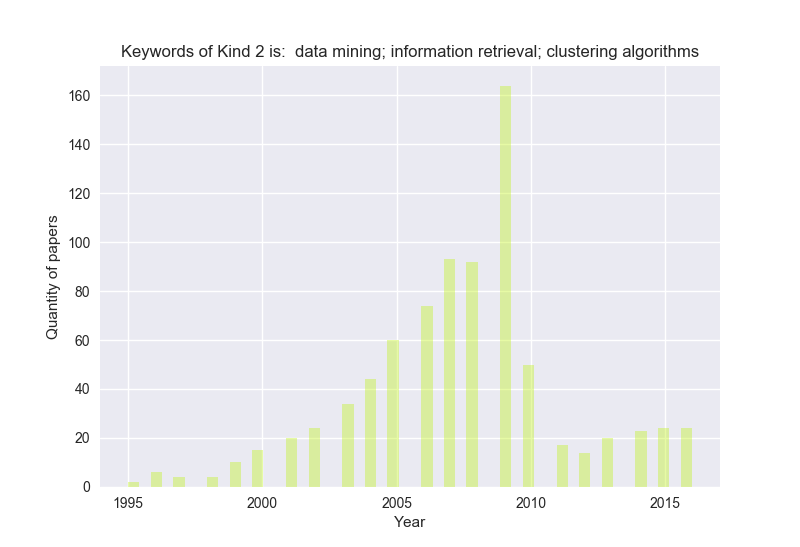 Keywords of Kind 2 is:  data mining; information retrieval; clustering algorithms
160
140
120
100
80
60
40
20
0
Quantity of papers
1995 2000 2005 2010 2015
Year